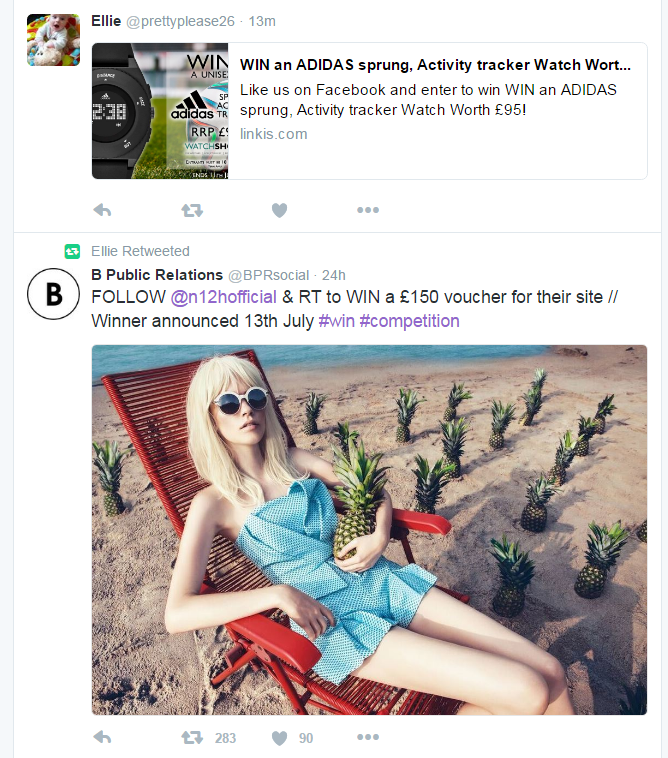 Ellie @prettyplease26 · 13m
WIN
A UNISE
adidas
RRP £
WATCHSH
DISTANCE
WIN an ADIDAS sprung, Activity tracker Watch Wort...
Like us on Facebook and enter to win WIN an ADIDAS
sprung, Activity tracker Watch Worth £95!
linkis.com
Ellie Retweeted
B Public Relations @BPRsocial · 24h
B
FOLLOW @n12hofficial & RT to WIN a £150 voucher for their site //
Winner announced 13th July #win #competition
283 90